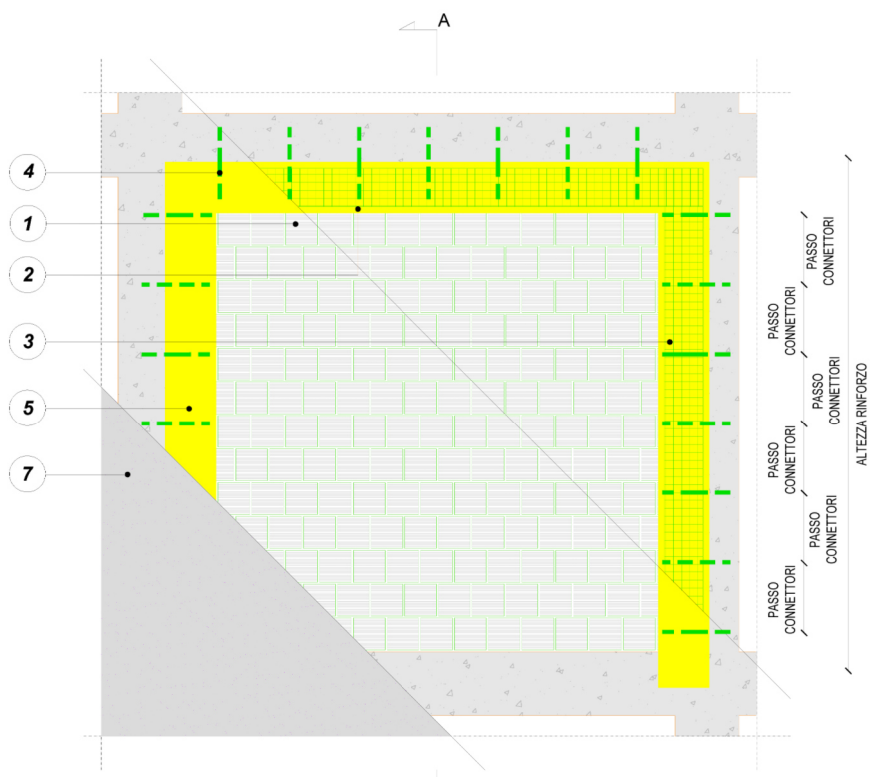 A
4
1
2
3
5
7
PASSO
CONNETTORI
PASSO
CONNETTORI
PASSO
CONNETTORI
PASSO
CONNETTORI
PASSO
CONNETTORI
PASSO
CONNETTORI
ALTEZZA RINFORZO